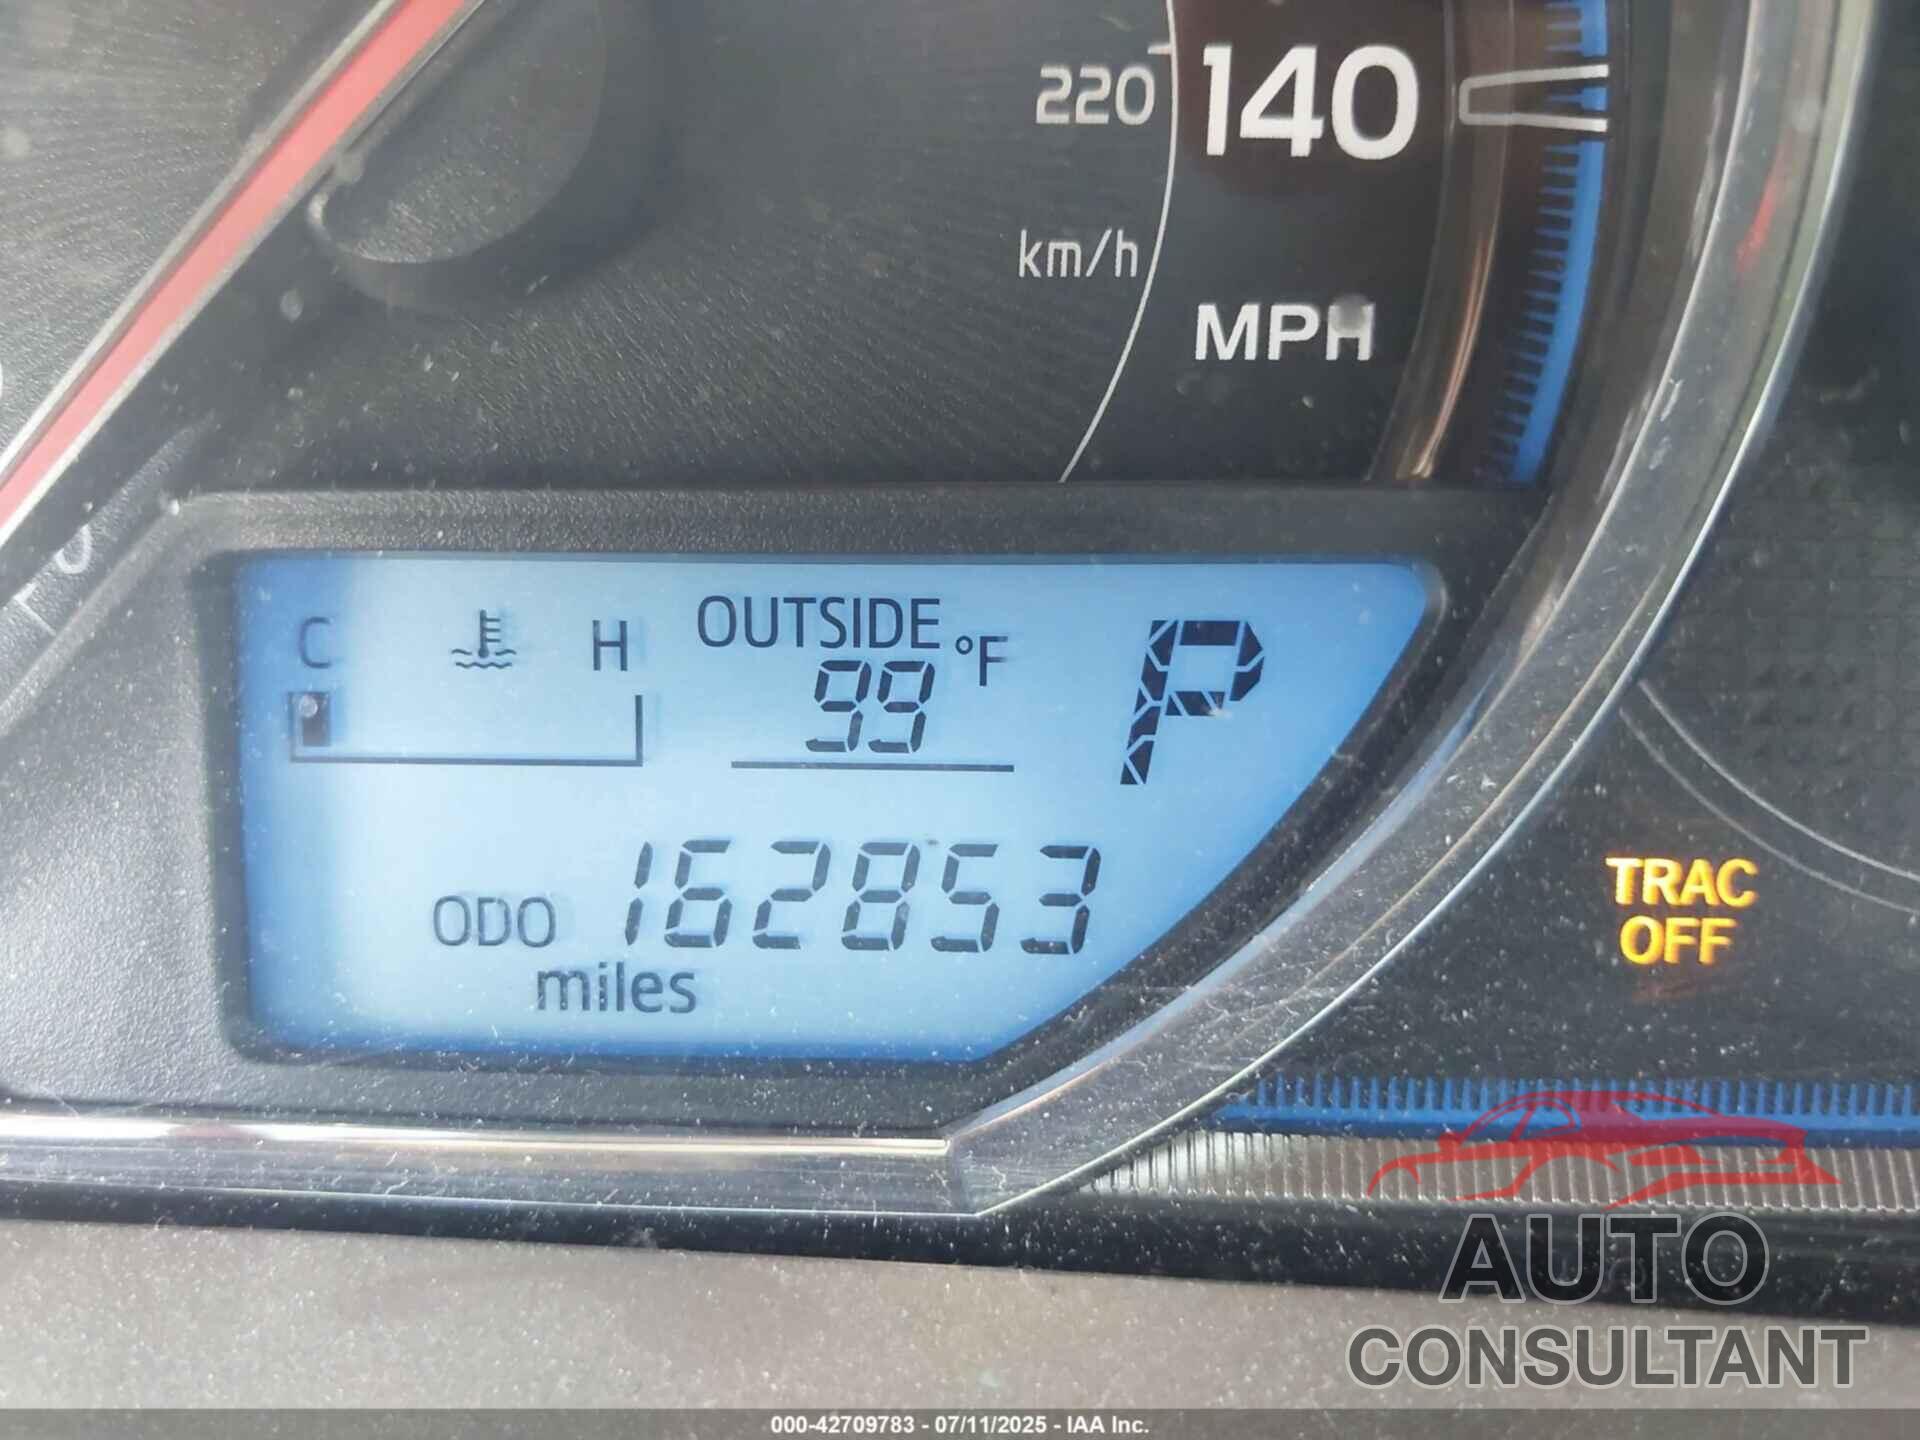 220 140
km/h
MPH
C H OUTSIDE
99 °F P
ODO 162853
miles
TRAC
OFF
AUTO
CONSULTANT
000-42709783 - 07/11/2025 - IAA Inc.